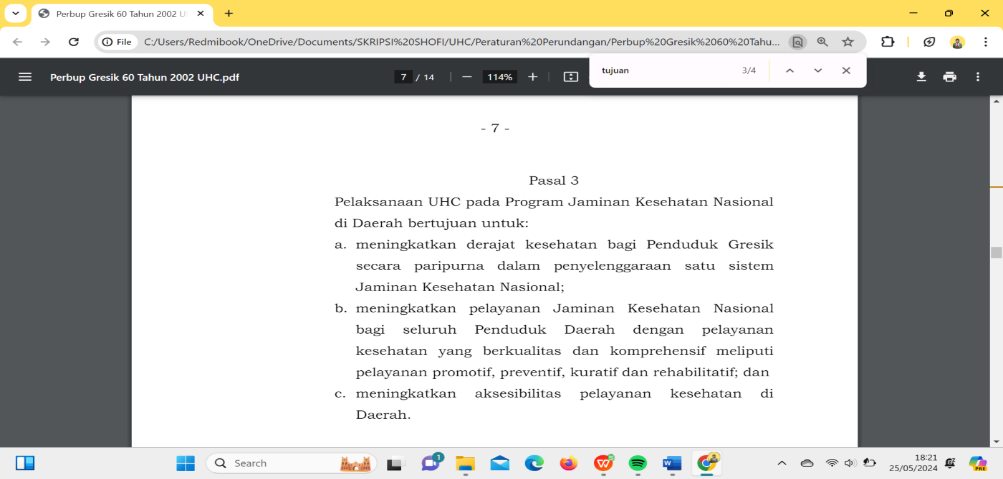 Perbup Gresik 60 Tahun 2002 U
File C:/Users/Redmibook/OneDrive/Documents/SKRIPSI%20SHOFI/UHC/Peraturan%20Perundangan/Perbup%20Gresik%2060%20Tahu...
Perbup Gresik 60 Tahun 2002 UHC.pdf 7 / 14 114% tujuan 3/4
- 7 -
Pasal 3
Pelaksanaan UHC pada Program Jaminan Kesehatan Nasional
di Daerah bertujuan untuk:
a. meningkatkan derajat kesehatan bagi Penduduk Gresik
secara paripurna dalam penyelenggaraan satu sistem
Jaminan Kesehatan Nasional;
b. meningkatkan pelayanan Jaminan Kesehatan Nasional
bagi seluruh Penduduk Daerah dengan pelayanan
kesehatan yang berkualitas dan komprehensif meliputi
pelayanan promotif, preventif, kuratif dan rehabilitatif; dan
c. meningkatkan aksesibilitas pelayanan kesehatan di
Daerah.
Search 1 18:21
25/05/2024 PRE